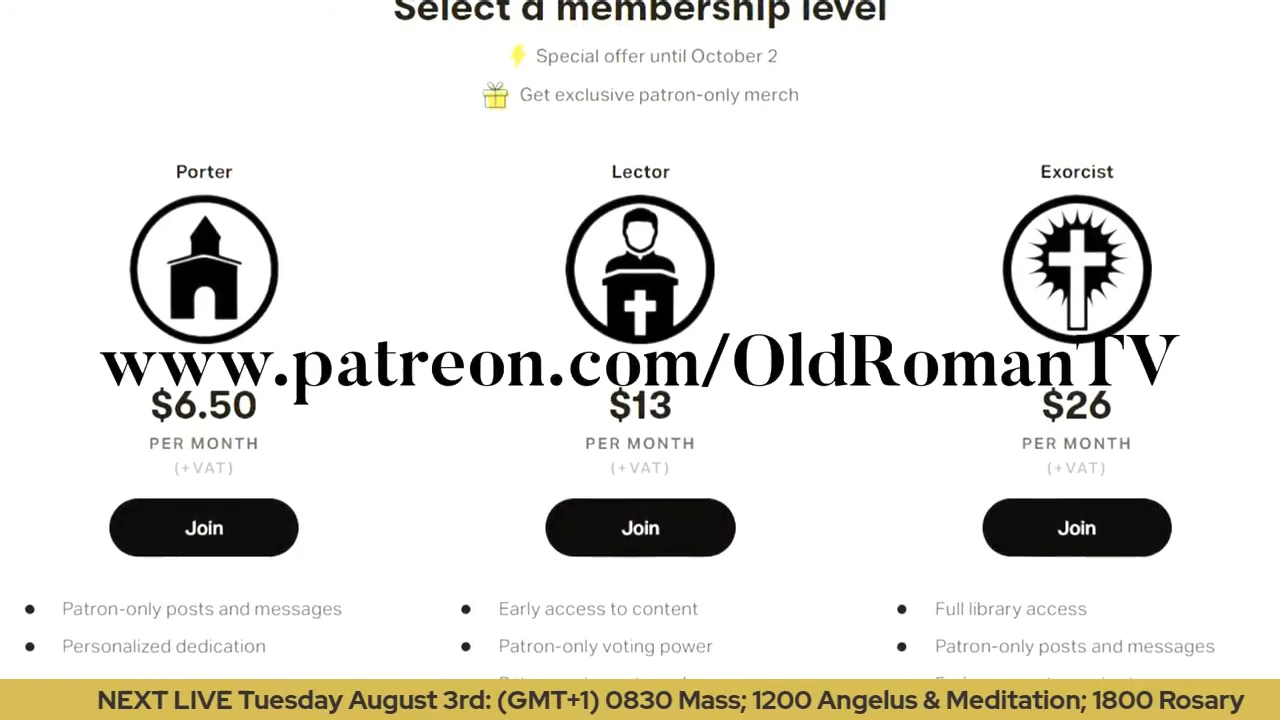 Select a membership level
Special offer until October 2
Get exclusive patron-only merch
Porter
Lector
Exorcist
www.patreon.com/OldRomanTV
$6.50
$13
$26
PER MONTH
PER MONTH
PER MONTH
(+VAT)
(+VAT)
(+VAT)
Join
Join
Join
Patron-only posts and messages
Early access to content
Full library access
Personalized dedication
Patron-only voting power
Patron-only posts and messages
NEXT LIVE Tuesday August 3rd: (GMT+1) 0830 Mass; 1200 Angelus & Meditation; 1800 Rosary